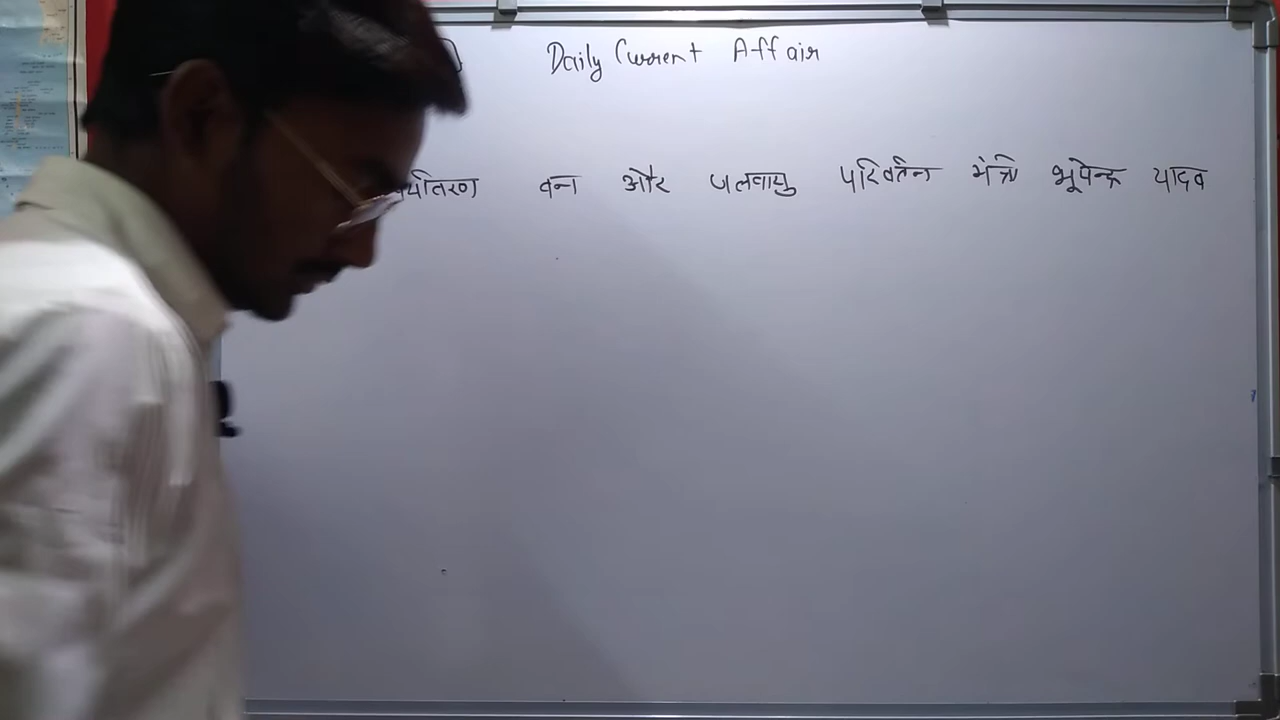 Daily Current Affair
वन और जलवायु परिवर्तन मंत्रि भूपेन्द्र यादव